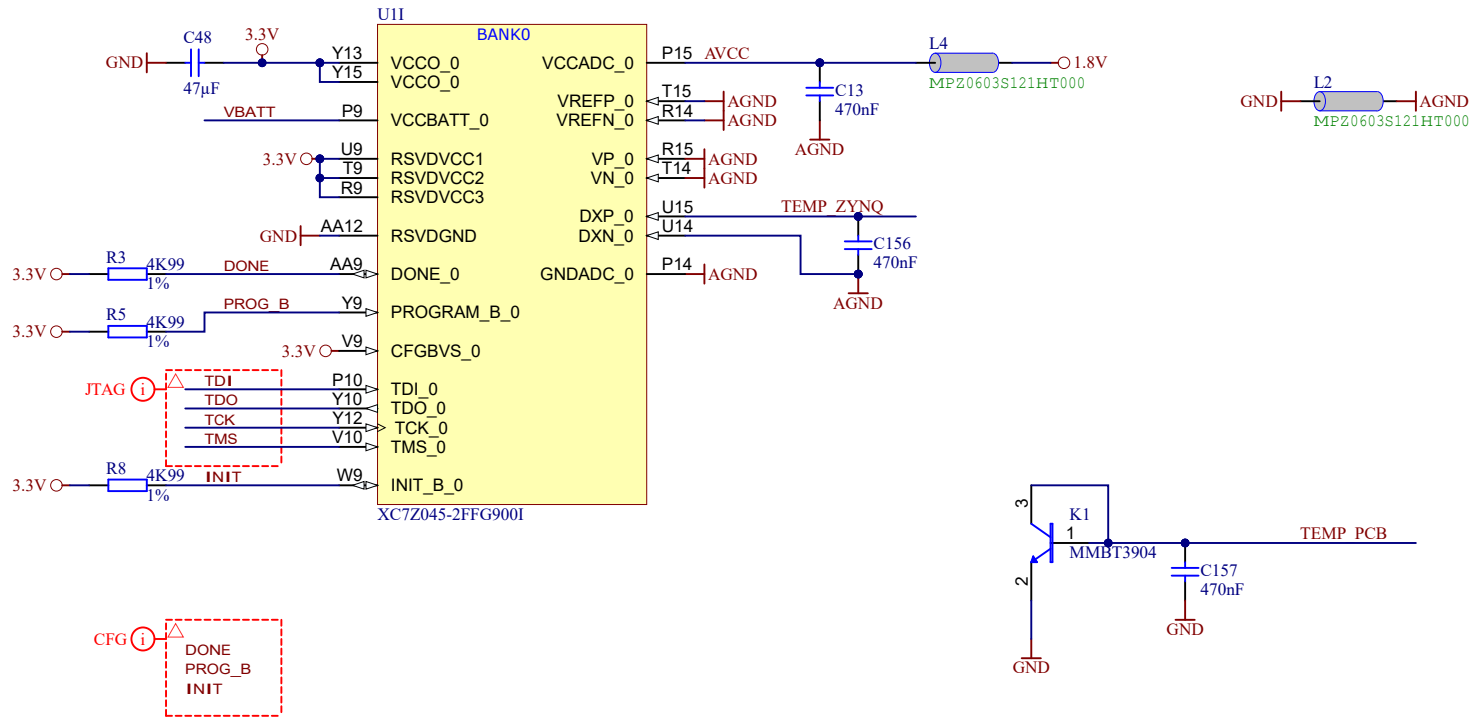 U1I
BANK0
C48
3.3V
GND
47µF
Y13
VCCO_0
Y15
VCCO_0
VBATT
P9
VCCBATT_0
3.3V
U9
RSVDVCC1
T9
RSVDVCC2
R9
RSVDVCC3
GND
AA12
RSVDGND
3.3V
R3
4K99
1%
DONE
AA9
DONE_0
3.3V
R5
4K99
1%
PROG_B
Y9
PROGRAM_B_0
3.3V
V9
CFGBVS_0
JTAG
i
TDI
P10
TDI_0
TDO
Y10
TDO_0
TCK
Y12
TCK_0
TMS
V10
TMS_0
3.3V
R8
4K99
1%
INIT
W9
INIT_B_0
XC7Z045-2FFG900I
VCCADC_0
P15
AVCC
L4
1.8V
MPZ0603S121HT000
C13
470nF
AGND
VREFP_0
T15
AGND
VREFN_0
R14
AGND
VP_0
R15
AGND
VN_0
T14
AGND
DXP_0
U15
TEMP_ZYNQ
DXN_0
U14
C156
470nF
AGND
GNDADC_0
P14
AGND
L2
GND
AGND
MPZ0603S121HT000
3
K1
1
MMBT3904
2
GND
TEMP_PCB
C157
470nF
GND
CFG
i
DONE
PROG_B
INIT